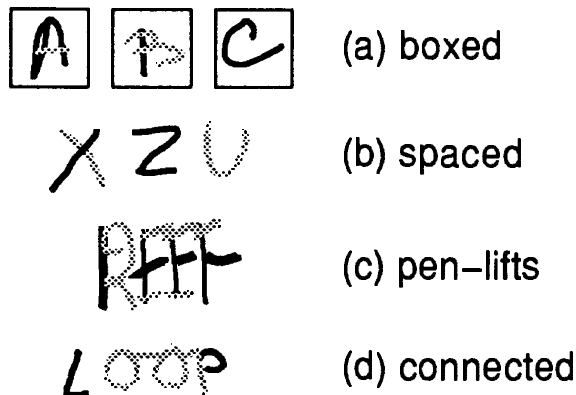 A B C (a) boxed
X Z U (b) spaced
(c) pen-lifts
LOOP (d) connected